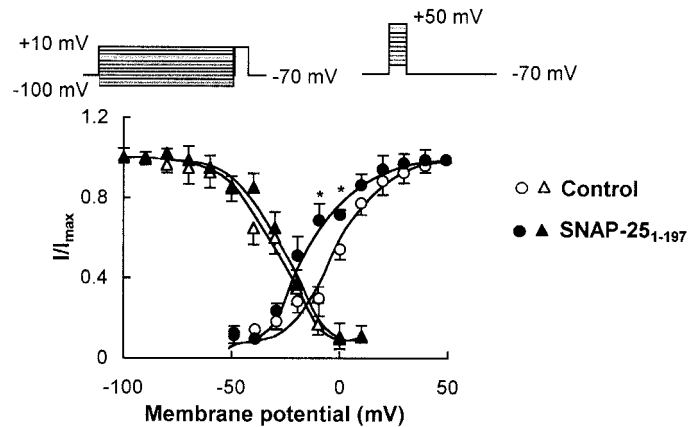 +10 mV
-100 mV
-70 mV
+50 mV
-70 mV
1.2
0.8
0.4
0
I/Imax
* *
Control
SNAP-25₁₋₁₉₇
-100 -50 0 50
Membrane potential (mV)